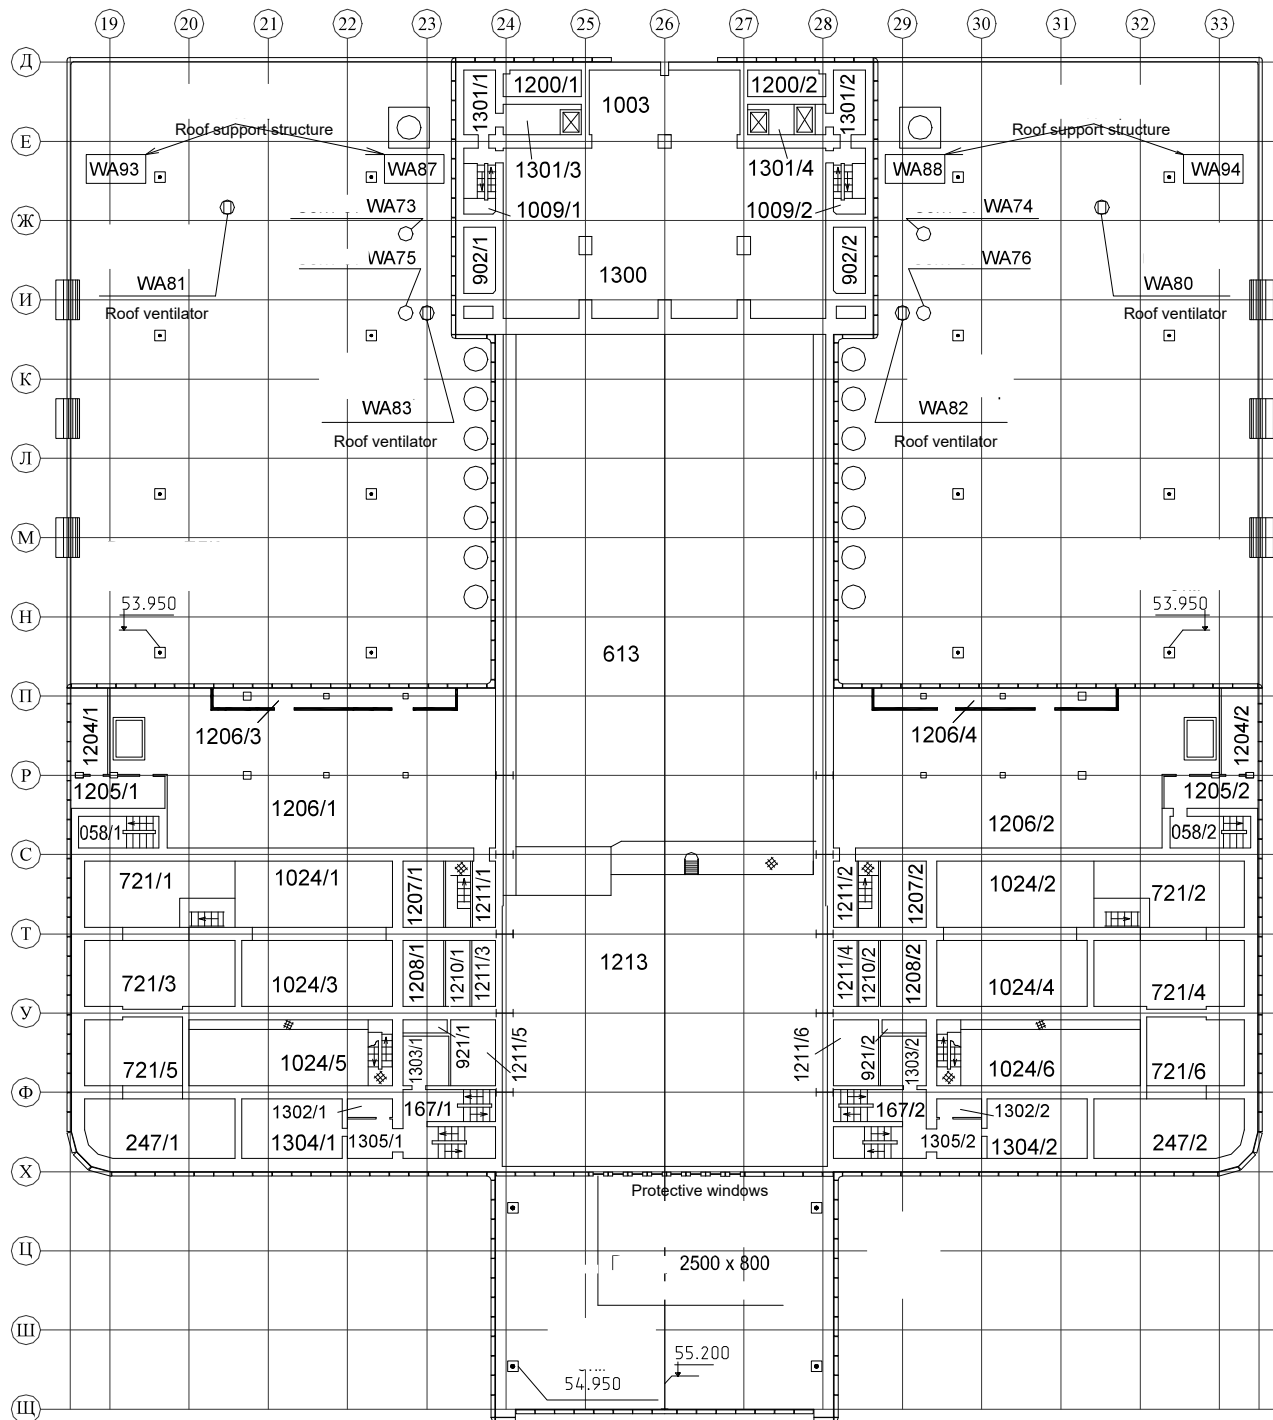 19 20 21 22 23 24 25 26 27 28 29 30 31 32 33
Д
1301/1 1200/1 1003 1200/2 1301/2
Roof support structure Roof support structure
Е
WA93 WA87 1301/3 1301/4 WA88 WA94
WA73 1009/1 1009/2 WA74
Ж
WA75 902/1 1300 902/2 WA76
WA81 WA80
И
Roof ventilator Roof ventilator
К
WA83 WA82
Roof ventilator Roof ventilator
Л
М
53.950 53.950
Н
613
П
1204/1 1206/3 1206/4 1204/2
Р
1205/1 1205/2
1206/1 1206/2
058/1 058/2
С
721/1 1024/1 1207/1 1211/1 1211/2 1207/2 1024/2 721/2
Т
721/3 1024/3 1208/1 1210/1 1211/3 1213 1211/4 1210/2 1208/2 1024/4 721/4
У
721/5 1024/5 1303/1 921/1 1211/5 1211/6 921/2 1303/2 1024/6 721/6
Ф
1302/1 167/1 167/2 1302/2
247/1 1304/1 1305/1 1305/2 1304/2 247/2
Х
Protective windows
Ц
2500 x 800
Ш
55.200
54.950
Щ